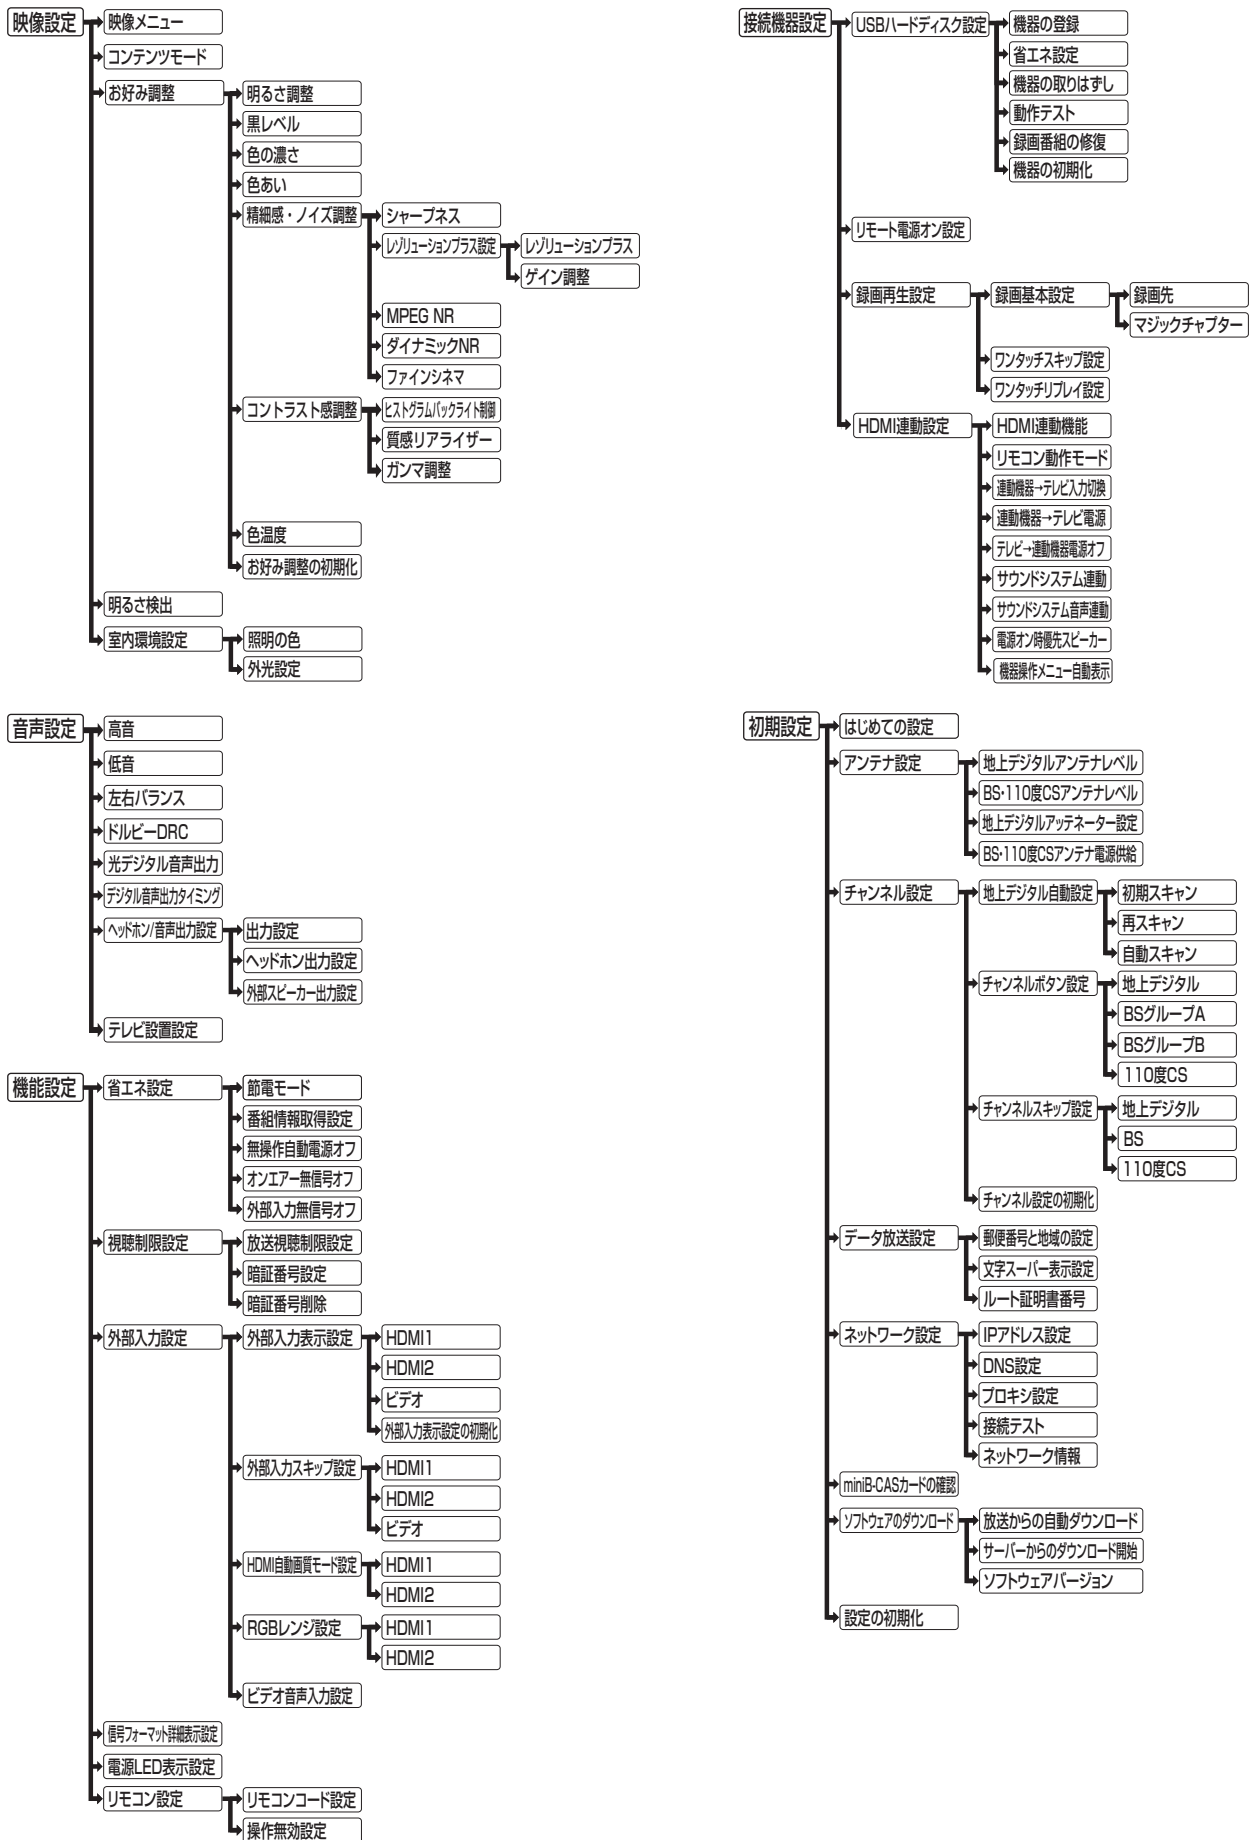 映像設定
映像メニュー
コンテンツモード
お好み調整
明るさ調整
黒レベル
色の濃さ
色あい
精細感・ノイズ調整
シャープネス
レゾリューションプラス設定
レゾリューションプラス
ゲイン調整
MPEG NR
ダイナミックNR
ファインシネマ
コントラスト感調整
ヒストグラムバックライト制御
質感リアライザー
ガンマ調整
色温度
お好み調整の初期化
明るさ検出
室内環境設定
照明の色
外光設定
音声設定
高音
低音
左右バランス
ドルビーDRC
光デジタル音声出力
デジタル音声出力タイミング
ヘッドホン/音声出力設定
出力設定
ヘッドホン出力設定
外部スピーカー出力設定
テレビ設置設定
機能設定
省エネ設定
節電モード
番組情報取得設定
無操作自動電源オフ
オンエアー無信号オフ
外部入力無信号オフ
視聴制限設定
放送視聴制限設定
暗証番号設定
暗証番号削除
外部入力設定
外部入力表示設定
HDMI1
HDMI2
ビデオ
外部入力表示設定の初期化
外部入力スキップ設定
HDMI1
HDMI2
ビデオ
HDMI自動画質モード設定
HDMI1
HDMI2
RGBレンジ設定
HDMI1
HDMI2
ビデオ音声入力設定
信号フォーマット詳細表示設定
電源LED表示設定
リモコン設定
リモコンコード設定
操作無効設定
接続機器設定
USBハードディスク設定
機器の登録
省エネ設定
機器の取りはずし
動作テスト
録画番組の修復
機器の初期化
リモート電源オン設定
録画再生設定
録画基本設定
録画先
マジックチャプター
ワンタッチスキップ設定
ワンタッチリプレイ設定
HDMI連動設定
HDMI連動機能
リモコン動作モード
連動機器→テレビ入力切換
連動機器→テレビ電源
テレビ→連動機器電源オフ
サウンドシステム連動
サウンドシステム音声連動
電源オン時優先スピーカー
機器操作メニュー自動表示
初期設定
はじめての設定
アンテナ設定
地上デジタルアンテナレベル
BS・110度CSアンテナレベル
地上デジタルアッテネーター設定
BS・110度CSアンテナ電源供給
チャンネル設定
地上デジタル自動設定
初期スキャン
再スキャン
自動スキャン
チャンネルボタン設定
地上デジタル
BSグループA
BSグループB
110度CS
チャンネルスキップ設定
地上デジタル
BS
110度CS
チャンネル設定の初期化
データ放送設定
郵便番号と地域の設定
文字スーパー表示設定
ルート証明書番号
ネットワーク設定
IPアドレス設定
DNS設定
プロキシ設定
接続テスト
ネットワーク情報
miniB-CASカードの確認
ソフトウェアのダウンロード
放送からの自動ダウンロード
サーバーからのダウンロード開始
ソフトウェアバージョン
設定の初期化